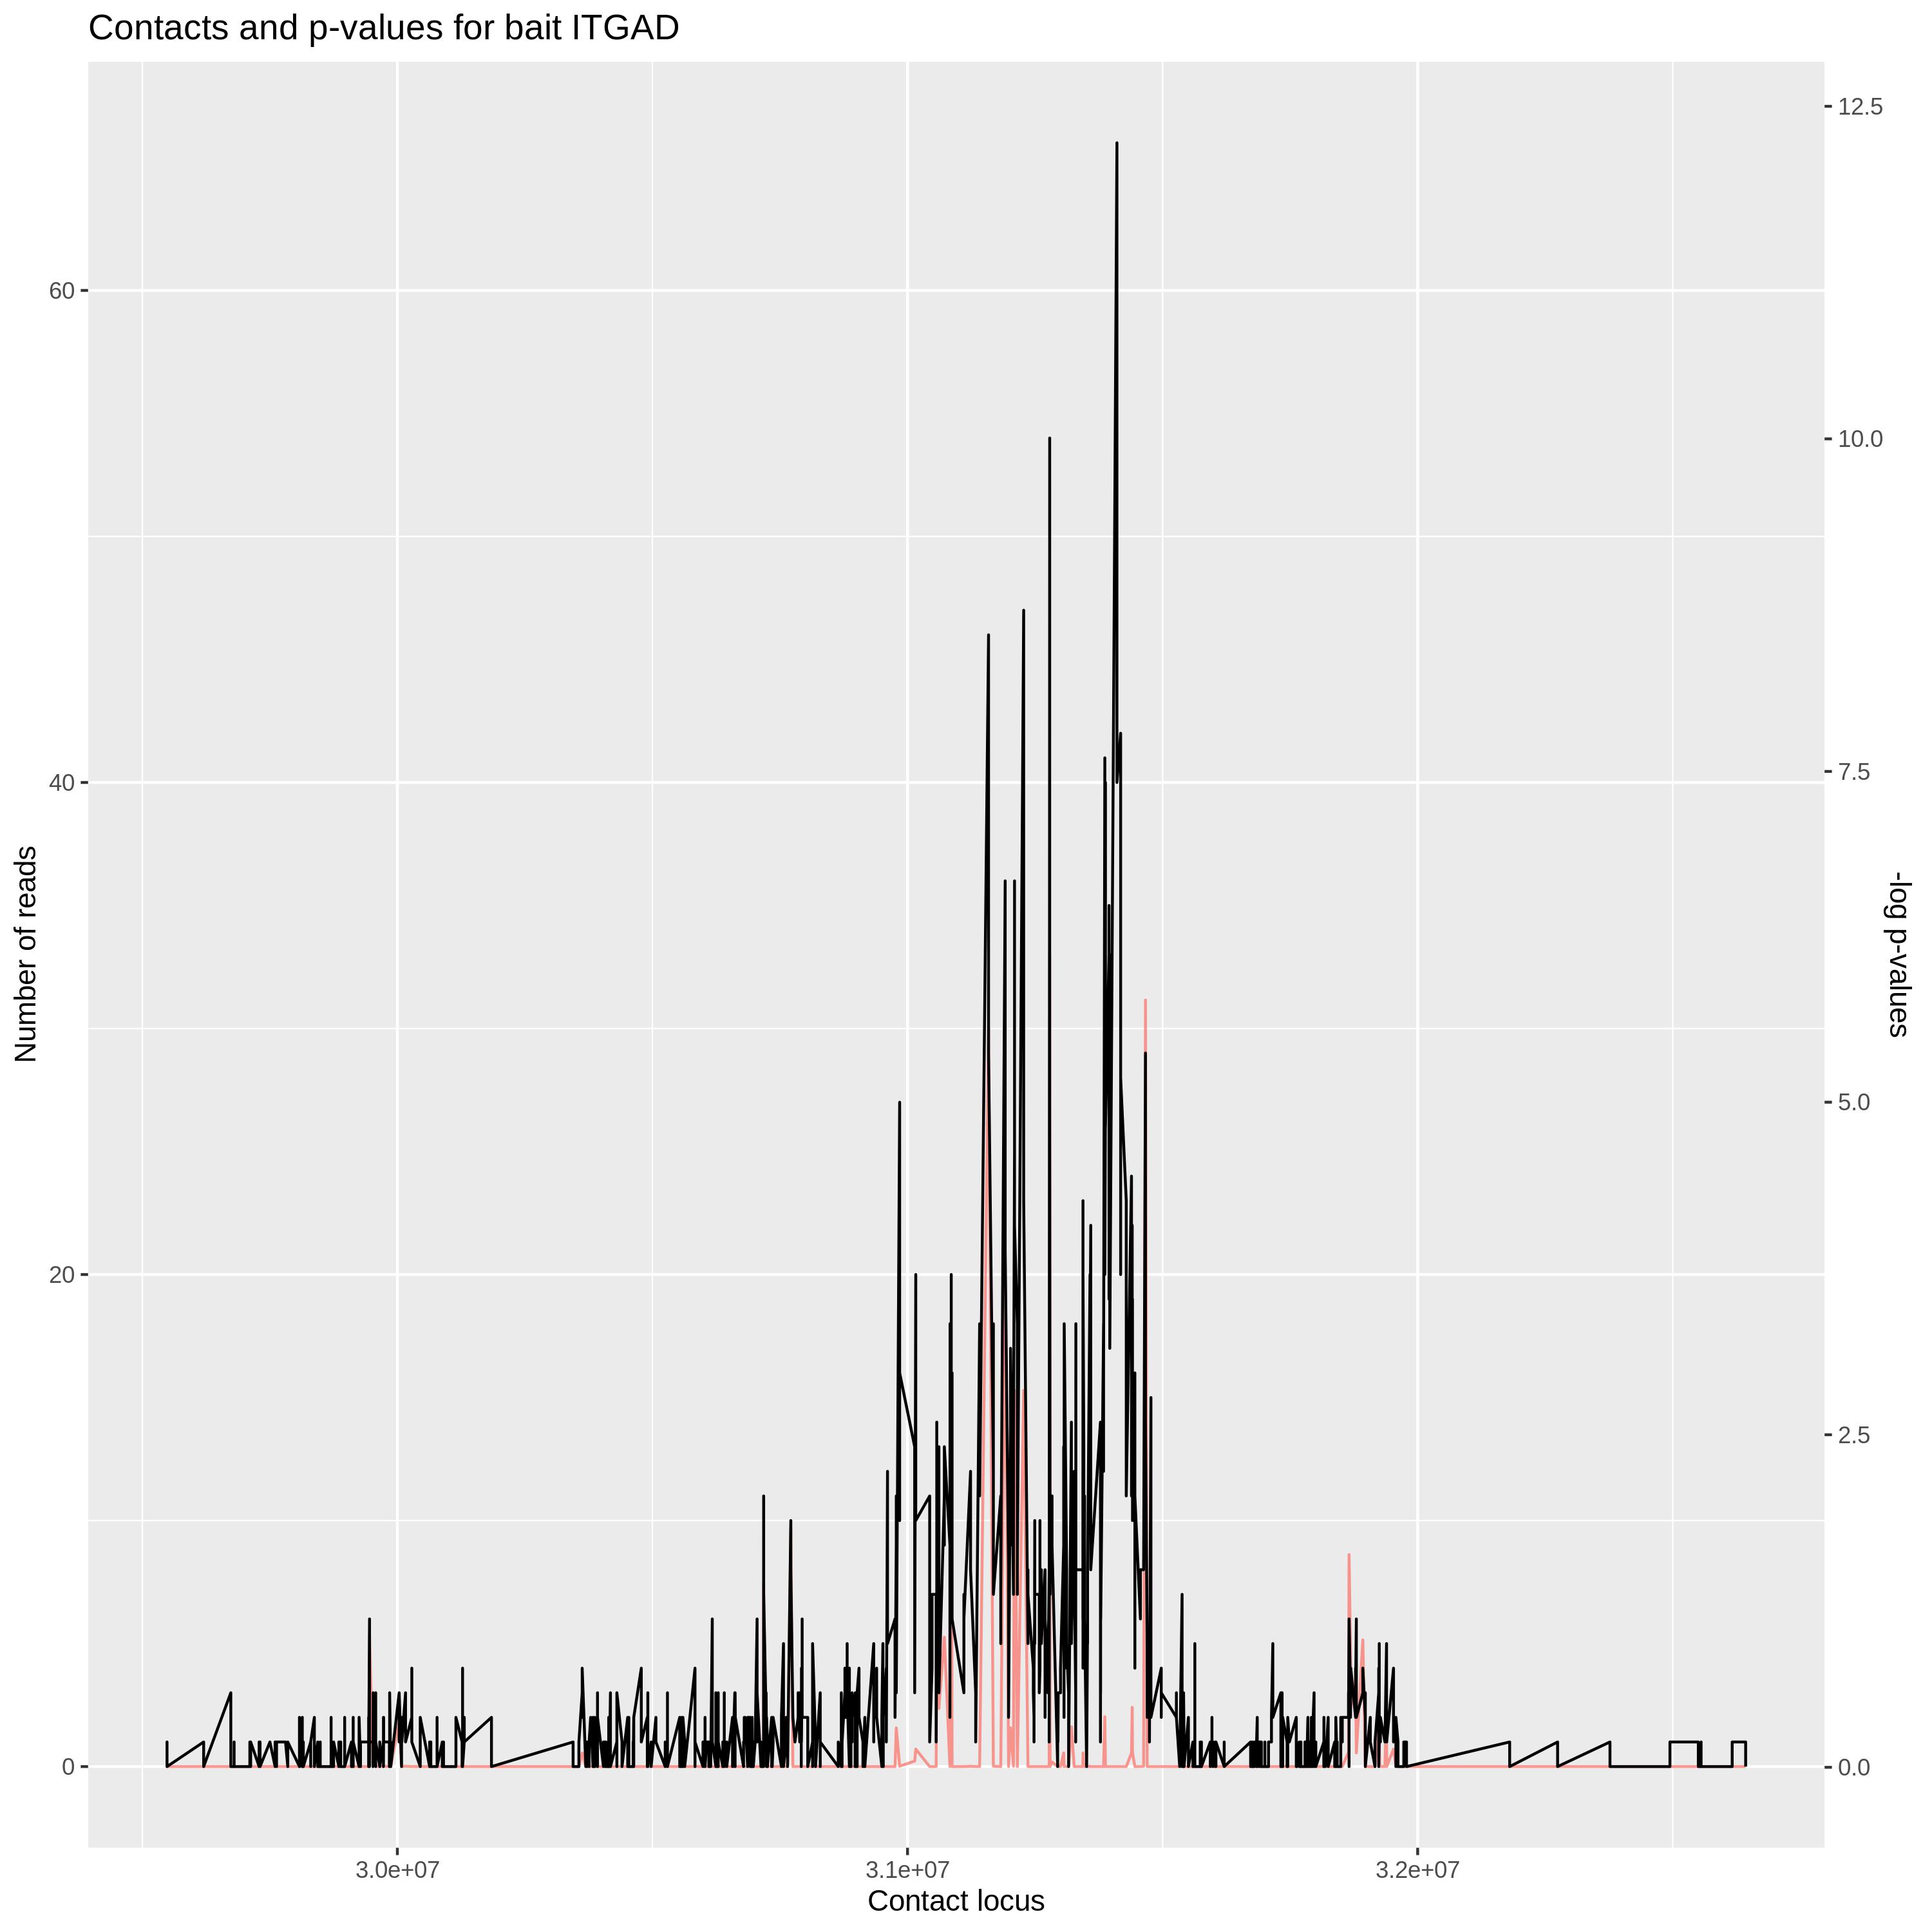 Contacts and p-values for bait ITGAD
12.5
60
10.0
40
7.5
Number of reads
-log p-values
5.0
20
2.5
0
0.0
3.0e+07
3.1e+07
3.2e+07
Contact locus